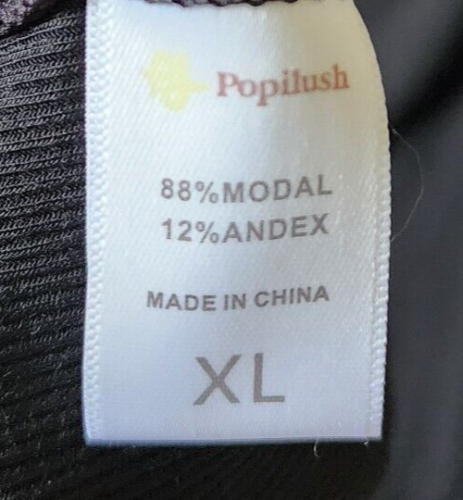 Popilush
88%MODAL
12%ANDEX
MADE IN CHINA
XL